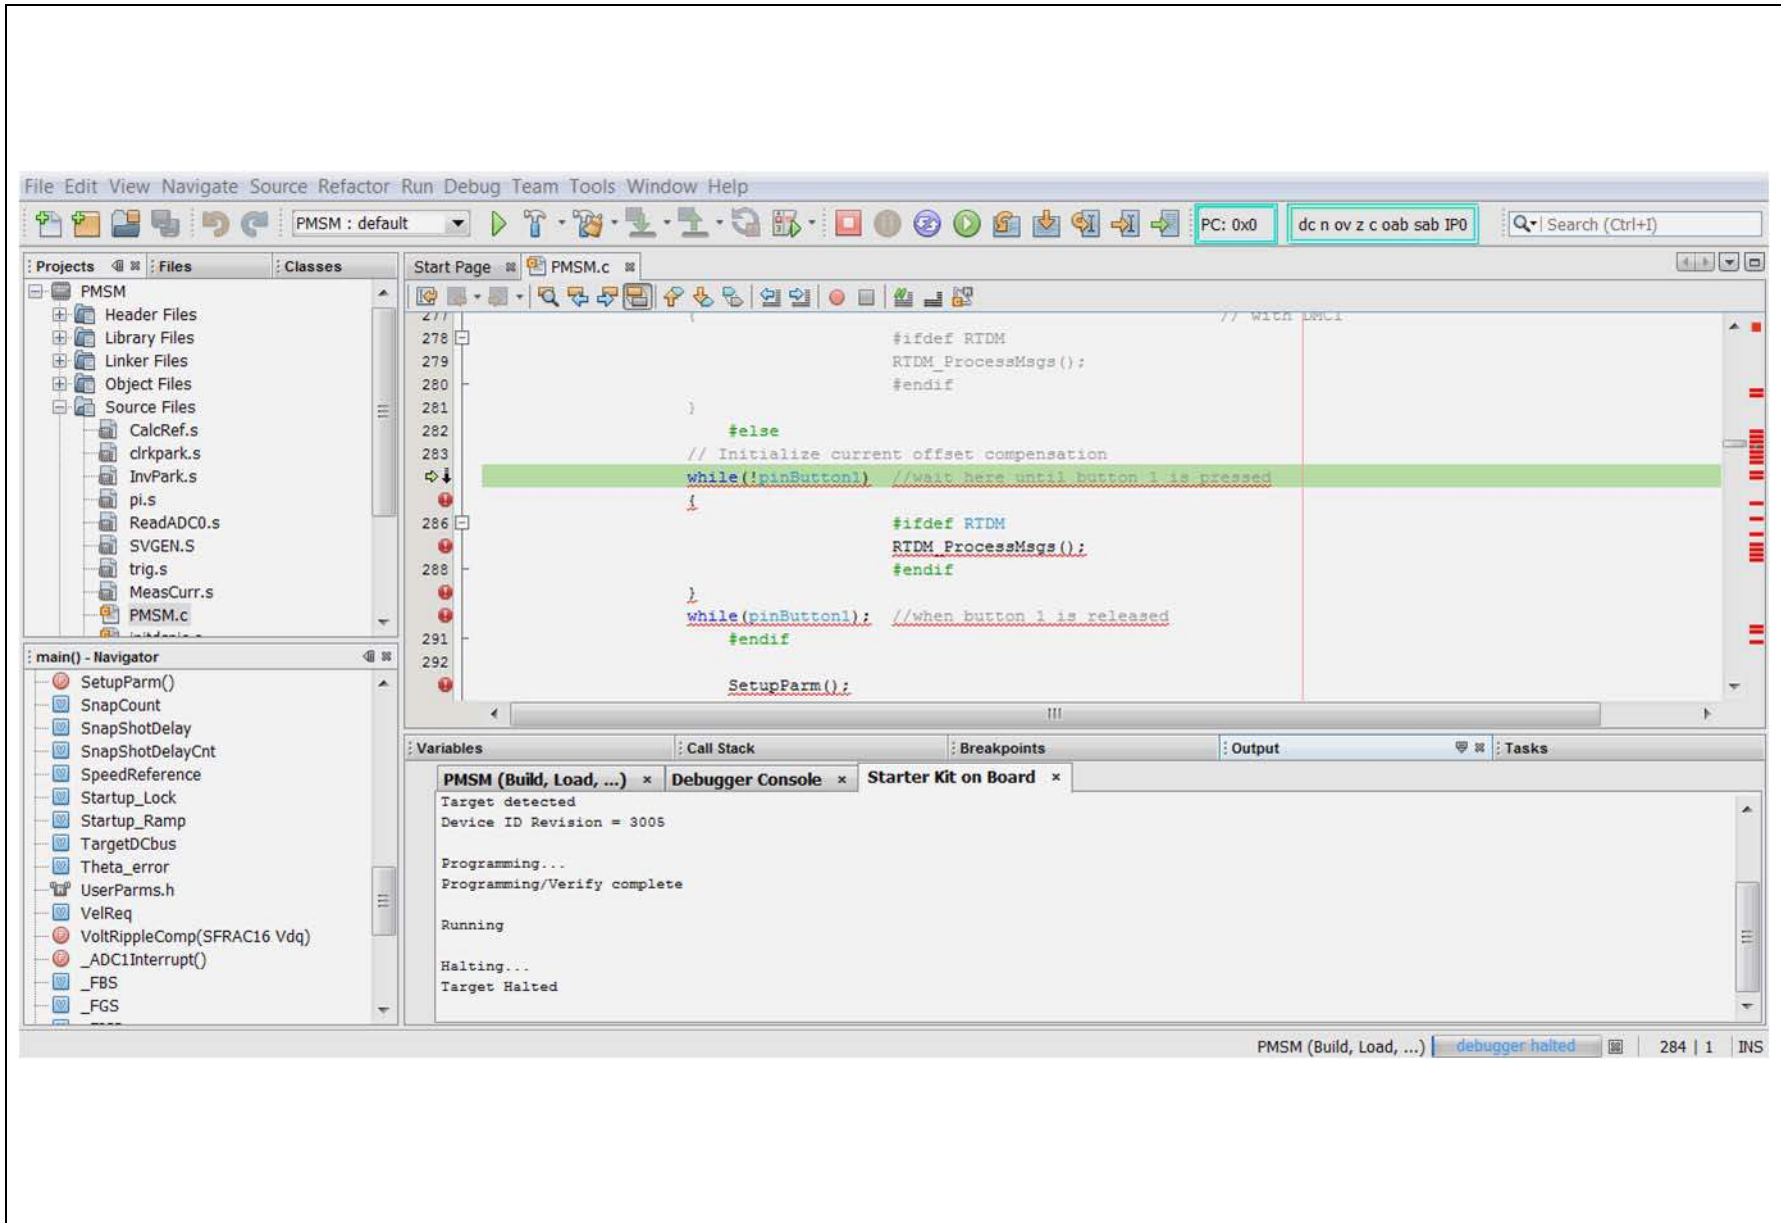 File Edit View Navigate Source Refactor Run Debug Team Tools Window Help
PMSM : default
PC: 0x0
dc n ov z c oab sab IP0
Search (Ctrl+I)
Projects
Files
Classes
PMSM
Header Files
Library Files
Linker Files
Object Files
Source Files
CalcRef.s
clrkpark.s
InvPark.s
pi.s
ReadADC0.s
SVGEN.S
trig.s
MeasCurr.s
PMSM.c
main() - Navigator
SetupParm()
SnapCount
SnapShotDelay
SnapShotDelayCnt
SpeedReference
Startup_Lock
Startup_Ramp
TargetDCbus
Theta_error
UserParms.h
VelReq
VoltRippleComp(SFRAC16 Vdq)
_ADC1Interrupt()
_FBS
_FGS
Start Page
PMSM.c
277 { // with DMCI
278 #ifdef RTDM
279 RTDM_ProcessMsgs();
280 #endif
281 }
282 #else
283 // Initialize current offset compensation
while(!pinButton1) //wait here until button 1 is pressed
{
286 #ifdef RTDM
RTDM_ProcessMsgs();
288 #endif
}
while(pinButton1); //when button 1 is released
291 #endif
292
SetupParm();
Variables
Call Stack
Breakpoints
Output
Tasks
PMSM (Build, Load, ...)
Debugger Console
Starter Kit on Board
Target detected
Device ID Revision = 3005
Programming...
Programming/Verify complete
Running
Halting...
Target Halted
PMSM (Build, Load, ...)
debugger halted
284 | 1
INS